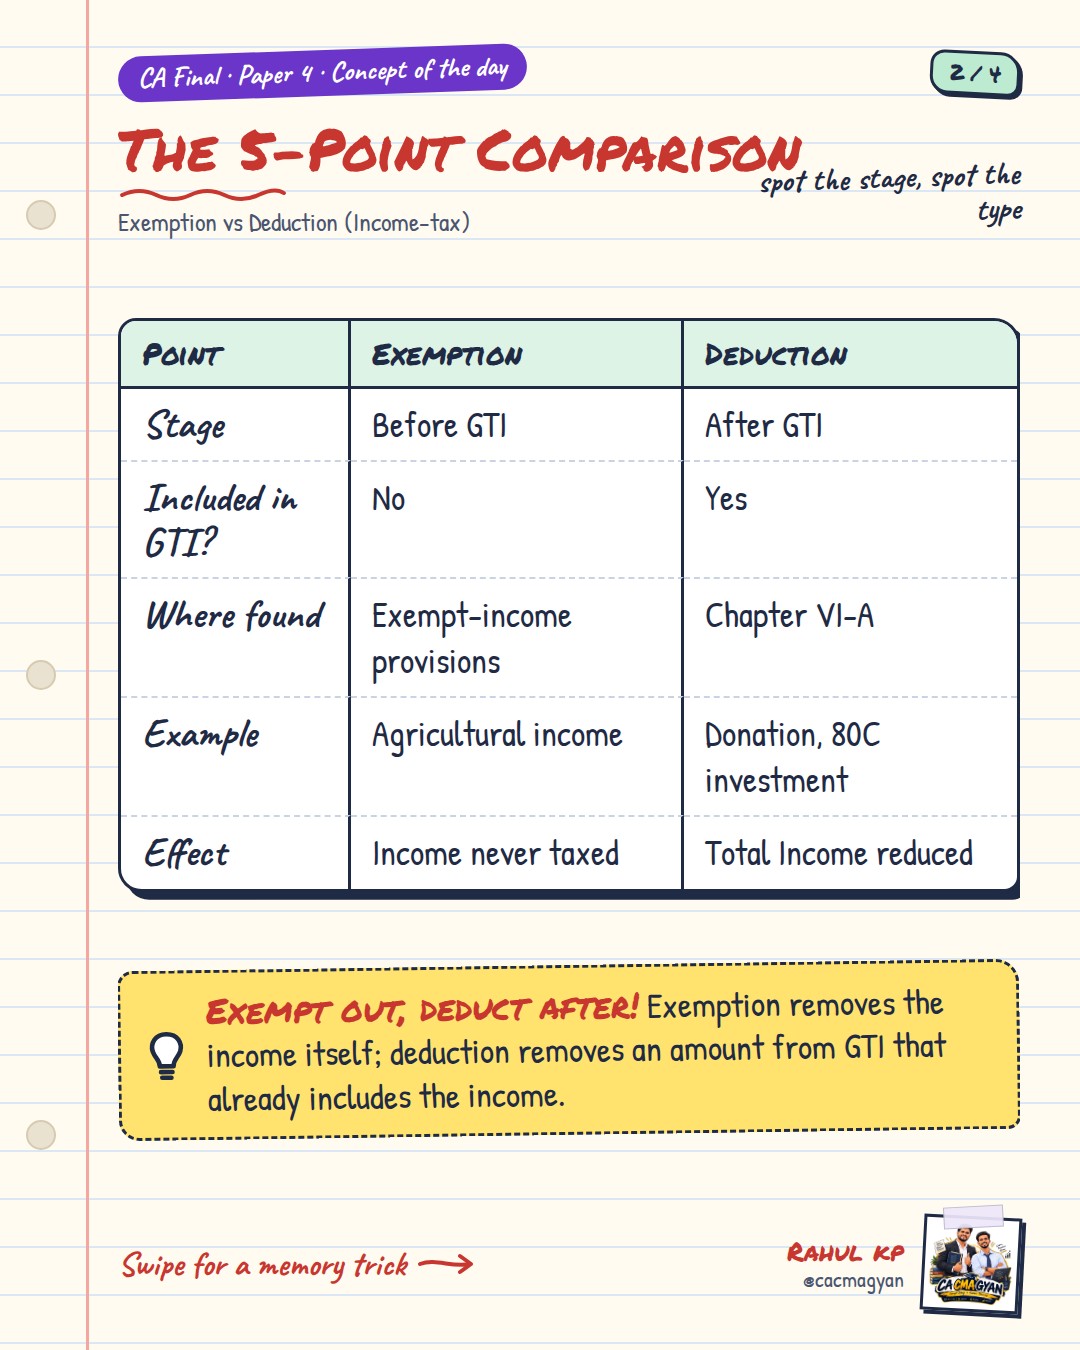 CA Final · Paper 4 · Concept of the day
2/4
The 5-Point Comparison
spot the stage, spot the
type
Exemption vs Deduction (Income-tax)
Point Exemption Deduction
Stage Before GTI After GTI
Included in No Yes
GTI?
Where found Exempt-income Chapter VI-A
provisions
Example Agricultural income Donation, 80C
investment
Effect Income never taxed Total Income reduced
Exempt out, deduct after! Exemption removes the
income itself; deduction removes an amount from GTI that
already includes the income.
Swipe for a memory trick
Rahul kp
@cacmagyan
CA CMA GYAN